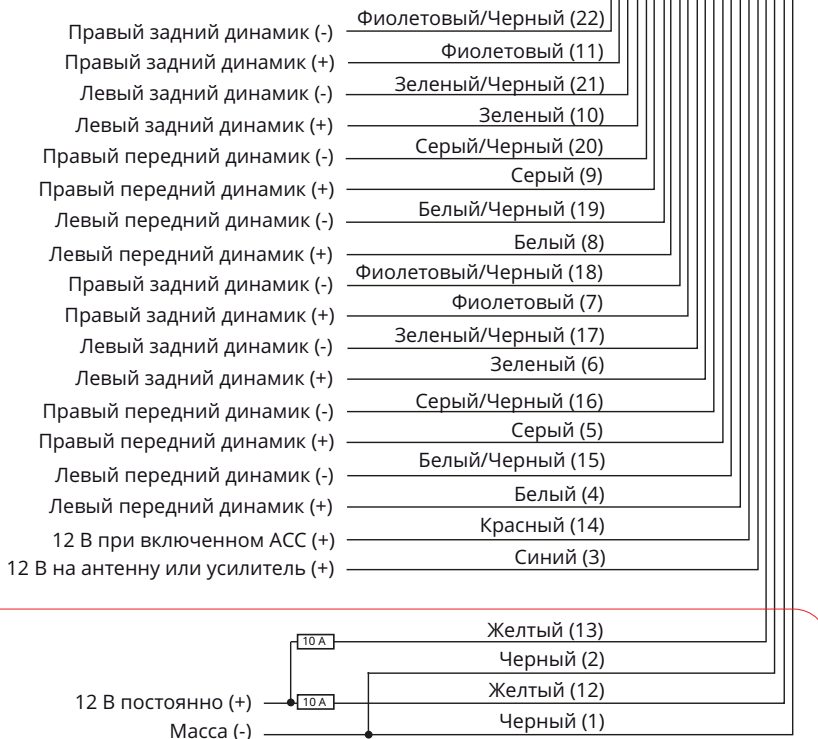 Правый задний динамик (-) Фиолетовый/Черный (22)
Правый задний динамик (+) Фиолетовый (11)
Левый задний динамик (-) Зеленый/Черный (21)
Левый задний динамик (+) Зеленый (10)
Правый передний динамик (-) Серый/Черный (20)
Правый передний динамик (+) Серый (9)
Левый передний динамик (-) Белый/Черный (19)
Левый передний динамик (+) Белый (8)
Правый задний динамик (-) Фиолетовый/Черный (18)
Правый задний динамик (+) Фиолетовый (7)
Левый задний динамик (-) Зеленый/Черный (17)
Левый задний динамик (+) Зеленый (6)
Правый передний динамик (-) Серый/Черный (16)
Правый передний динамик (+) Серый (5)
Левый передний динамик (-) Белый/Черный (15)
Левый передний динамик (+) Белый (4)
12 В при включенном ACC (+) Красный (14)
12 В на антенну или усилитель (+) Синий (3)
10 A Желтый (13)
Черный (2)
12 В постоянно (+) 10 A Желтый (12)
Масса (-) Черный (1)